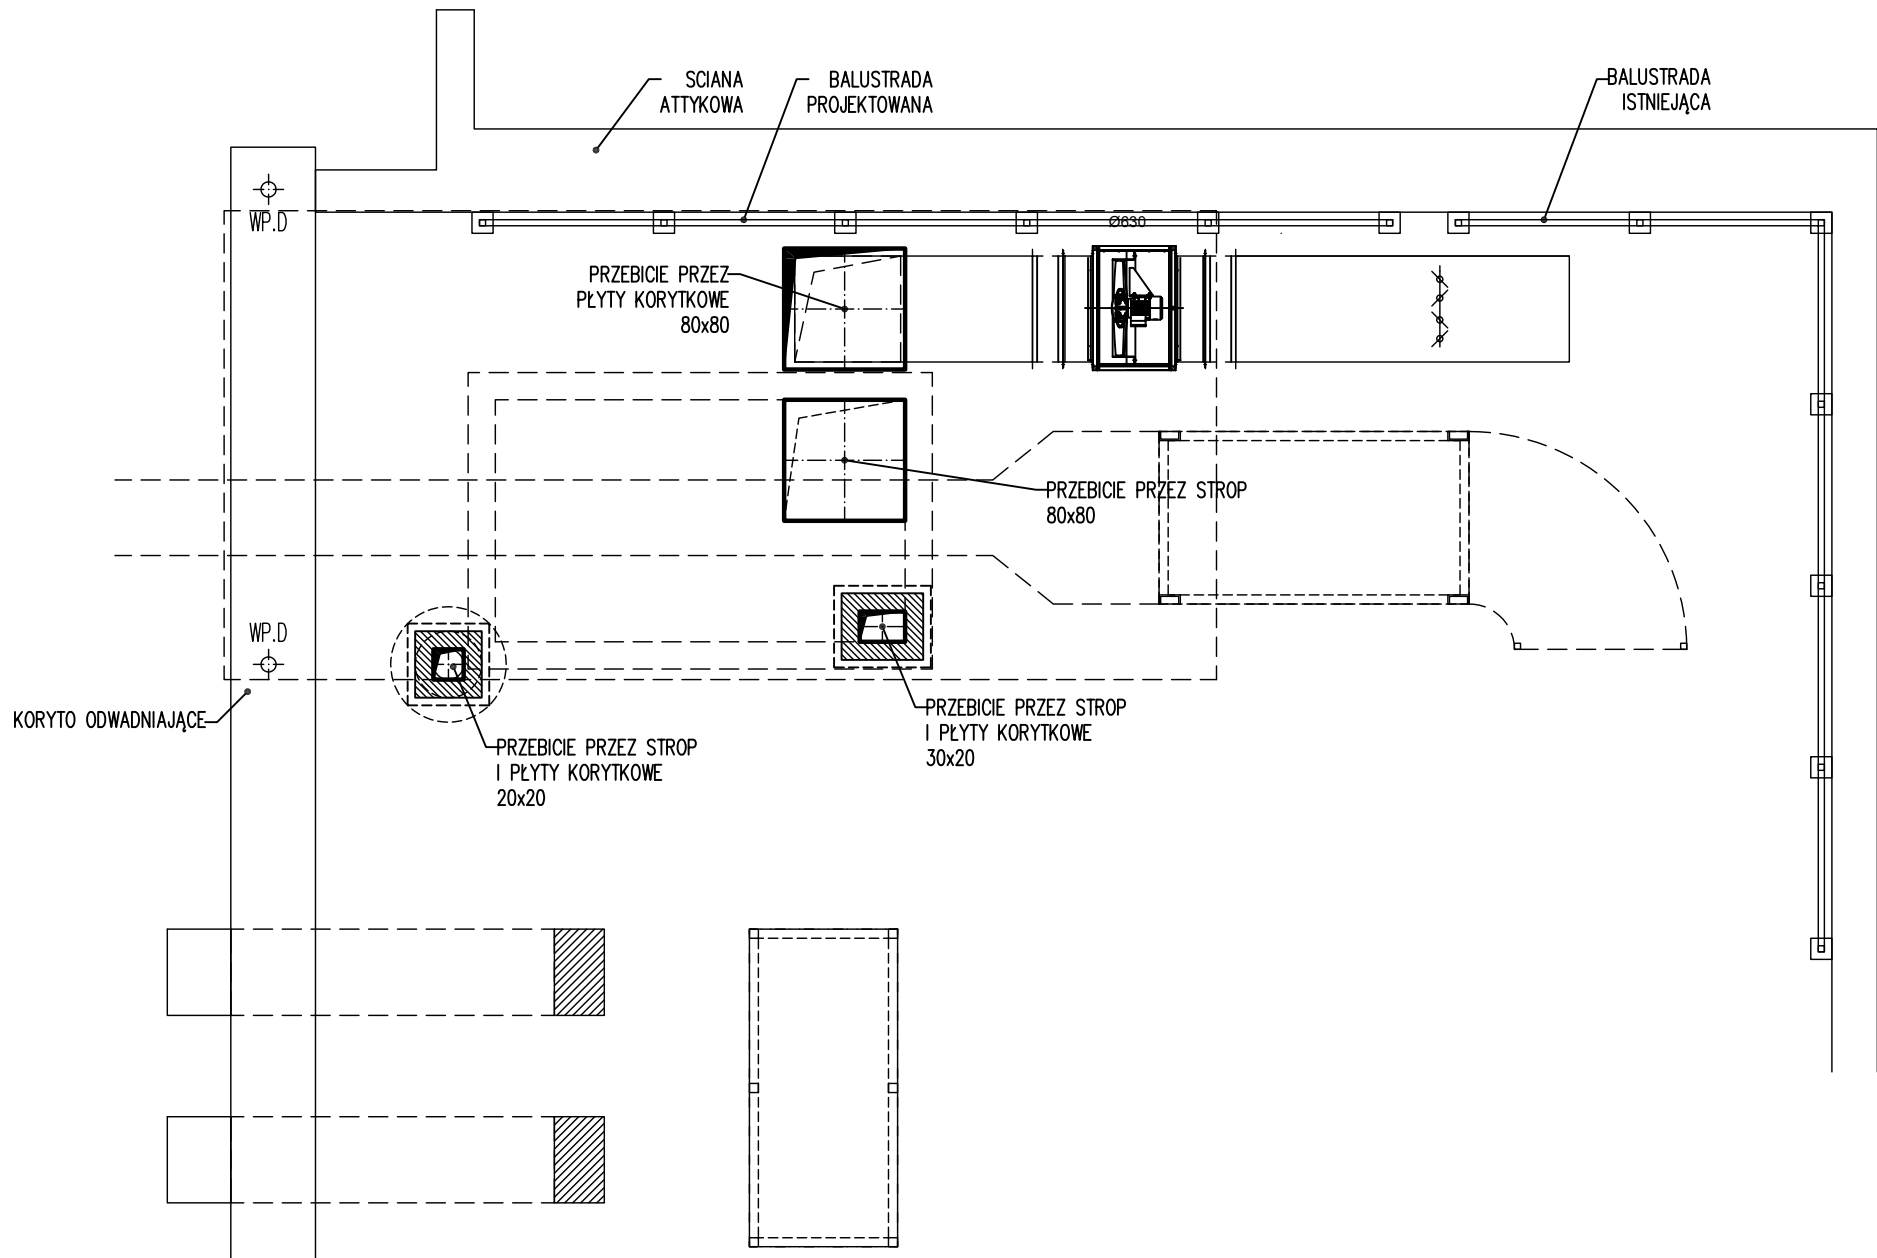 SCIANA
ATTYKOWA
BALUSTRADA
PROJEKTOWANA
BALUSTRADA
ISTNIEJĄCA
WP.D
Ø630
PRZEBICIE PRZEZ
PŁYTY KORYTKOWE
80x80
PRZEBICIE PRZEZ STROP
80x80
WP.D
KORYTO ODWADNIAJĄCE
PRZEBICIE PRZEZ STROP
I PŁYTY KORYTKOWE
30x20
PRZEBICIE PRZEZ STROP
I PŁYTY KORYTKOWE
20x20